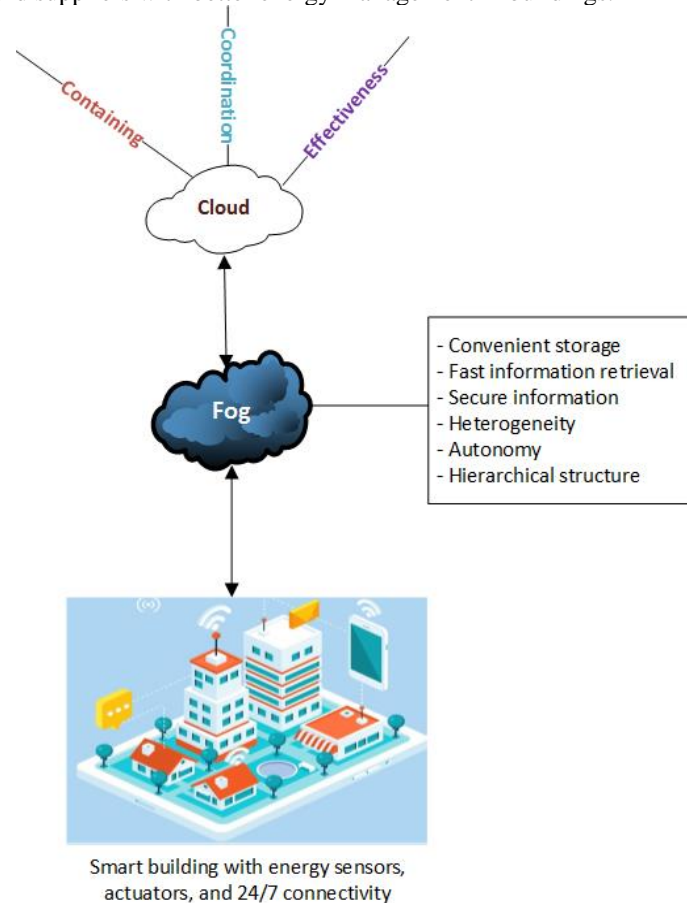 Containing
Coordination
Effectiveness
Cloud
Fog
- Convenient storage
- Fast information retrieval
- Secure information
- Heterogeneity
- Autonomy
- Hierarchical structure
Smart building with energy sensors,
actuators, and 24/7 connectivity